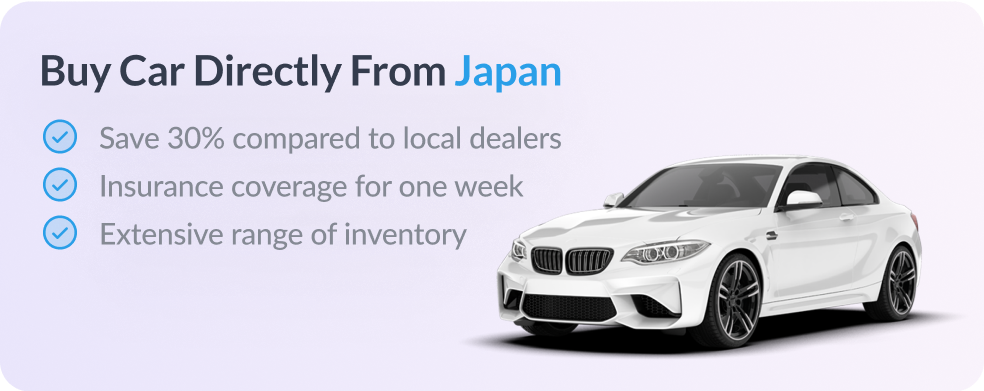 Buy Car Directly From Japan
Save 30% compared to local dealers
Insurance coverage for one week
Extensive range of inventory